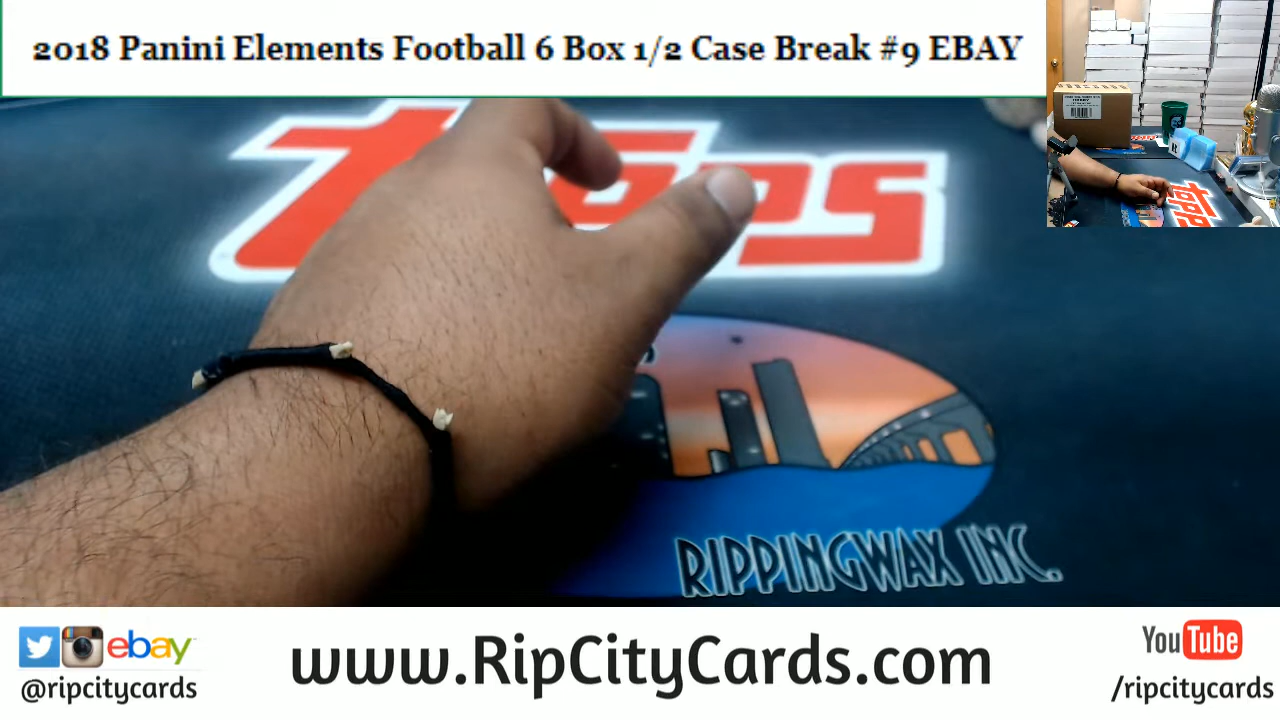 2018 Panini Elements Football 6 Box 1/2 Case Break #9 EBAY
topps
RIPPINGWAX INC.
ebay
@ripcitycards
www.RipCityCards.com
YouTube
/ripcitycards